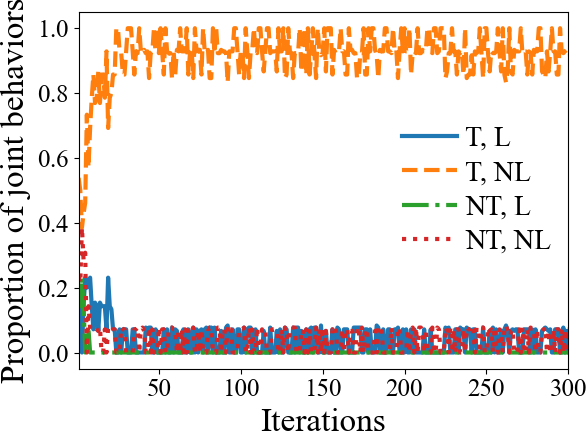 Proportion of joint behaviors
1.0
0.8
0.6
0.4
0.2
0.0
T, L
T, NL
NT, L
NT, NL
50
100
150
200
250
300
Iterations